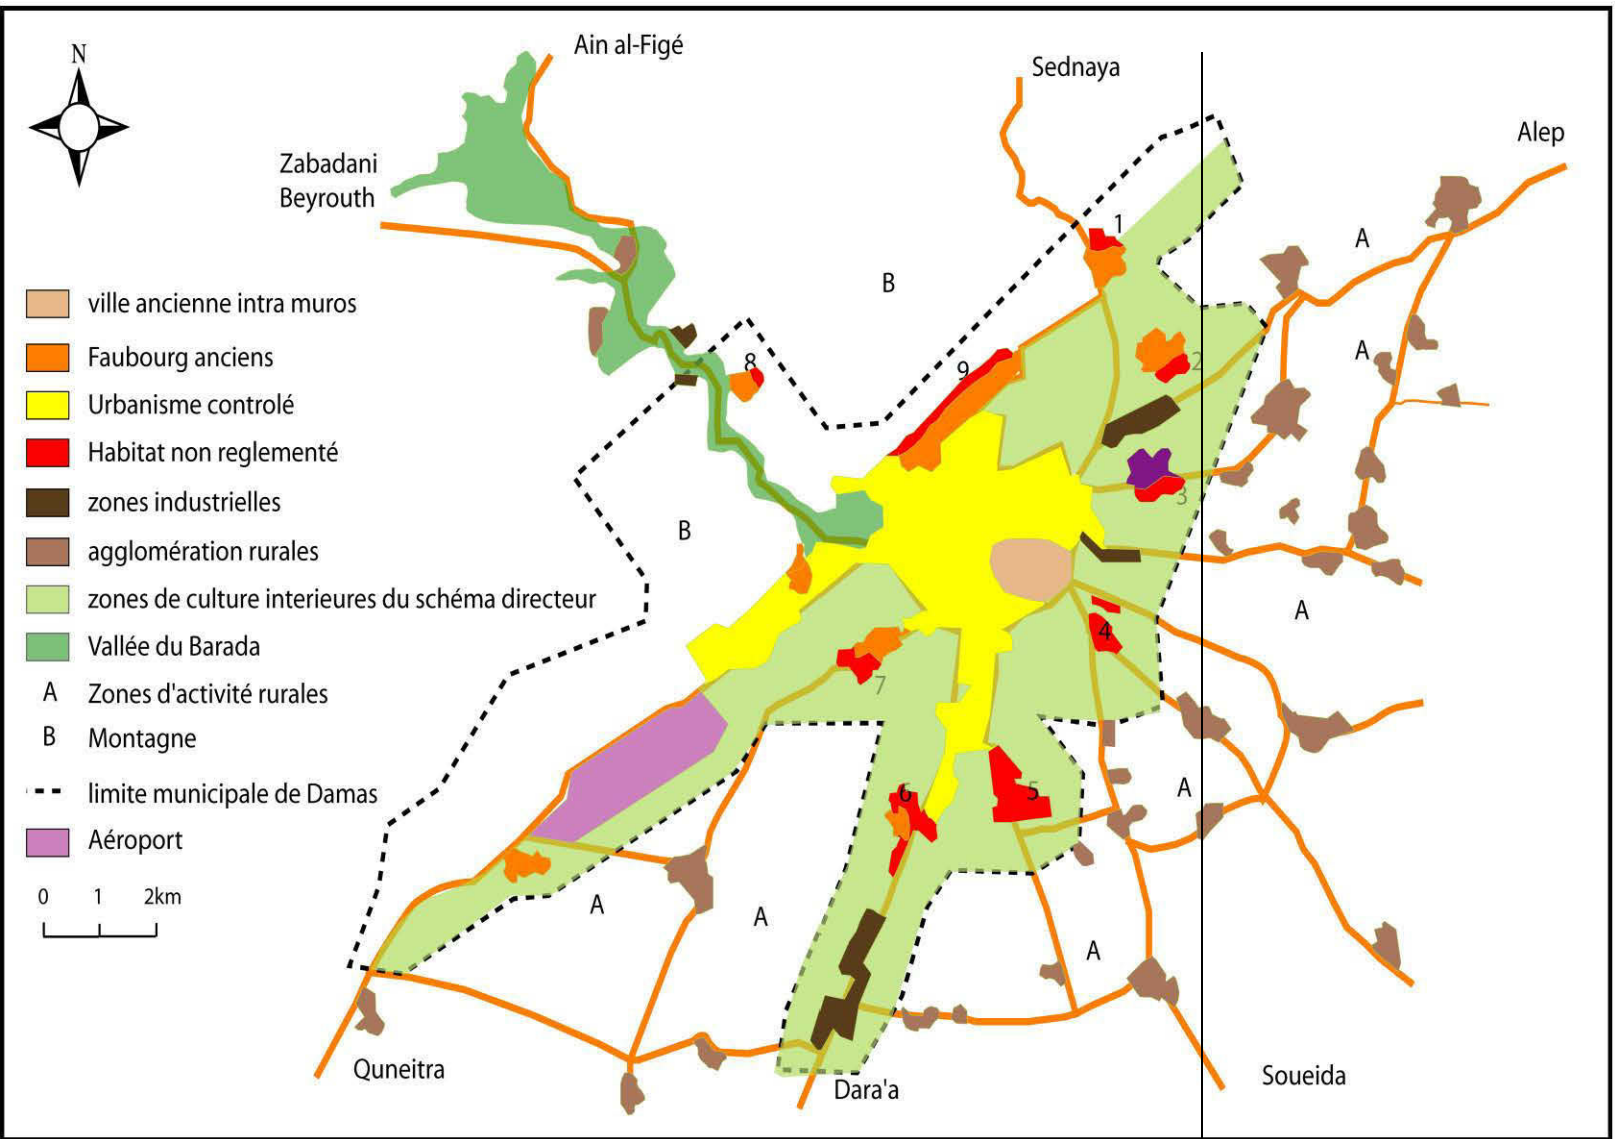 N
Ain al-Figé
Sednaya
Alep
Zabadani
Beyrouth
1
A
B
ville ancienne intra muros
Faubourg anciens
A
2
8
9
Urbanisme controlé
Habitat non reglementé
zones industrielles
3
B
agglomération rurales
zones de culture interieures du schéma directeur
A
4
Vallée du Barada
7
A Zones d'activité rurales
B Montagne
limite municipale de Damas
6
5
A
Aéroport
0 1 2km
A
A
A
Quneitra
Dara'a
Soueida